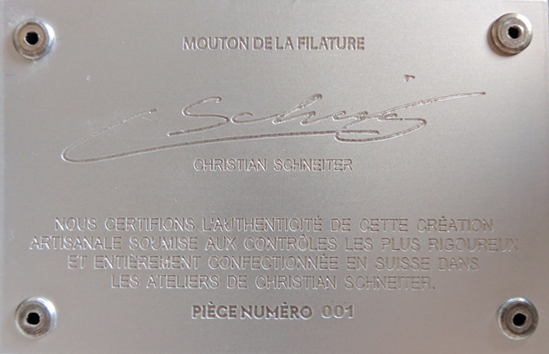 MOUTON DE LA FILATURE
C Schnei
CHRISTIAN SCHNEITER
NOUS CERTIFIONS L'AUTHENTICITÉ DE CETTE CRÉATION
ARTISANALE SOUMISE AUX CONTRÔLES LES PLUS RIGOUREUX
ET ENTIÈREMENT CONFECTIONNÉE EN SUISSE DANS
LES ATELIERS DE CHRISTIAN SCHNEITER.
PIÈCE NUMÉRO 001